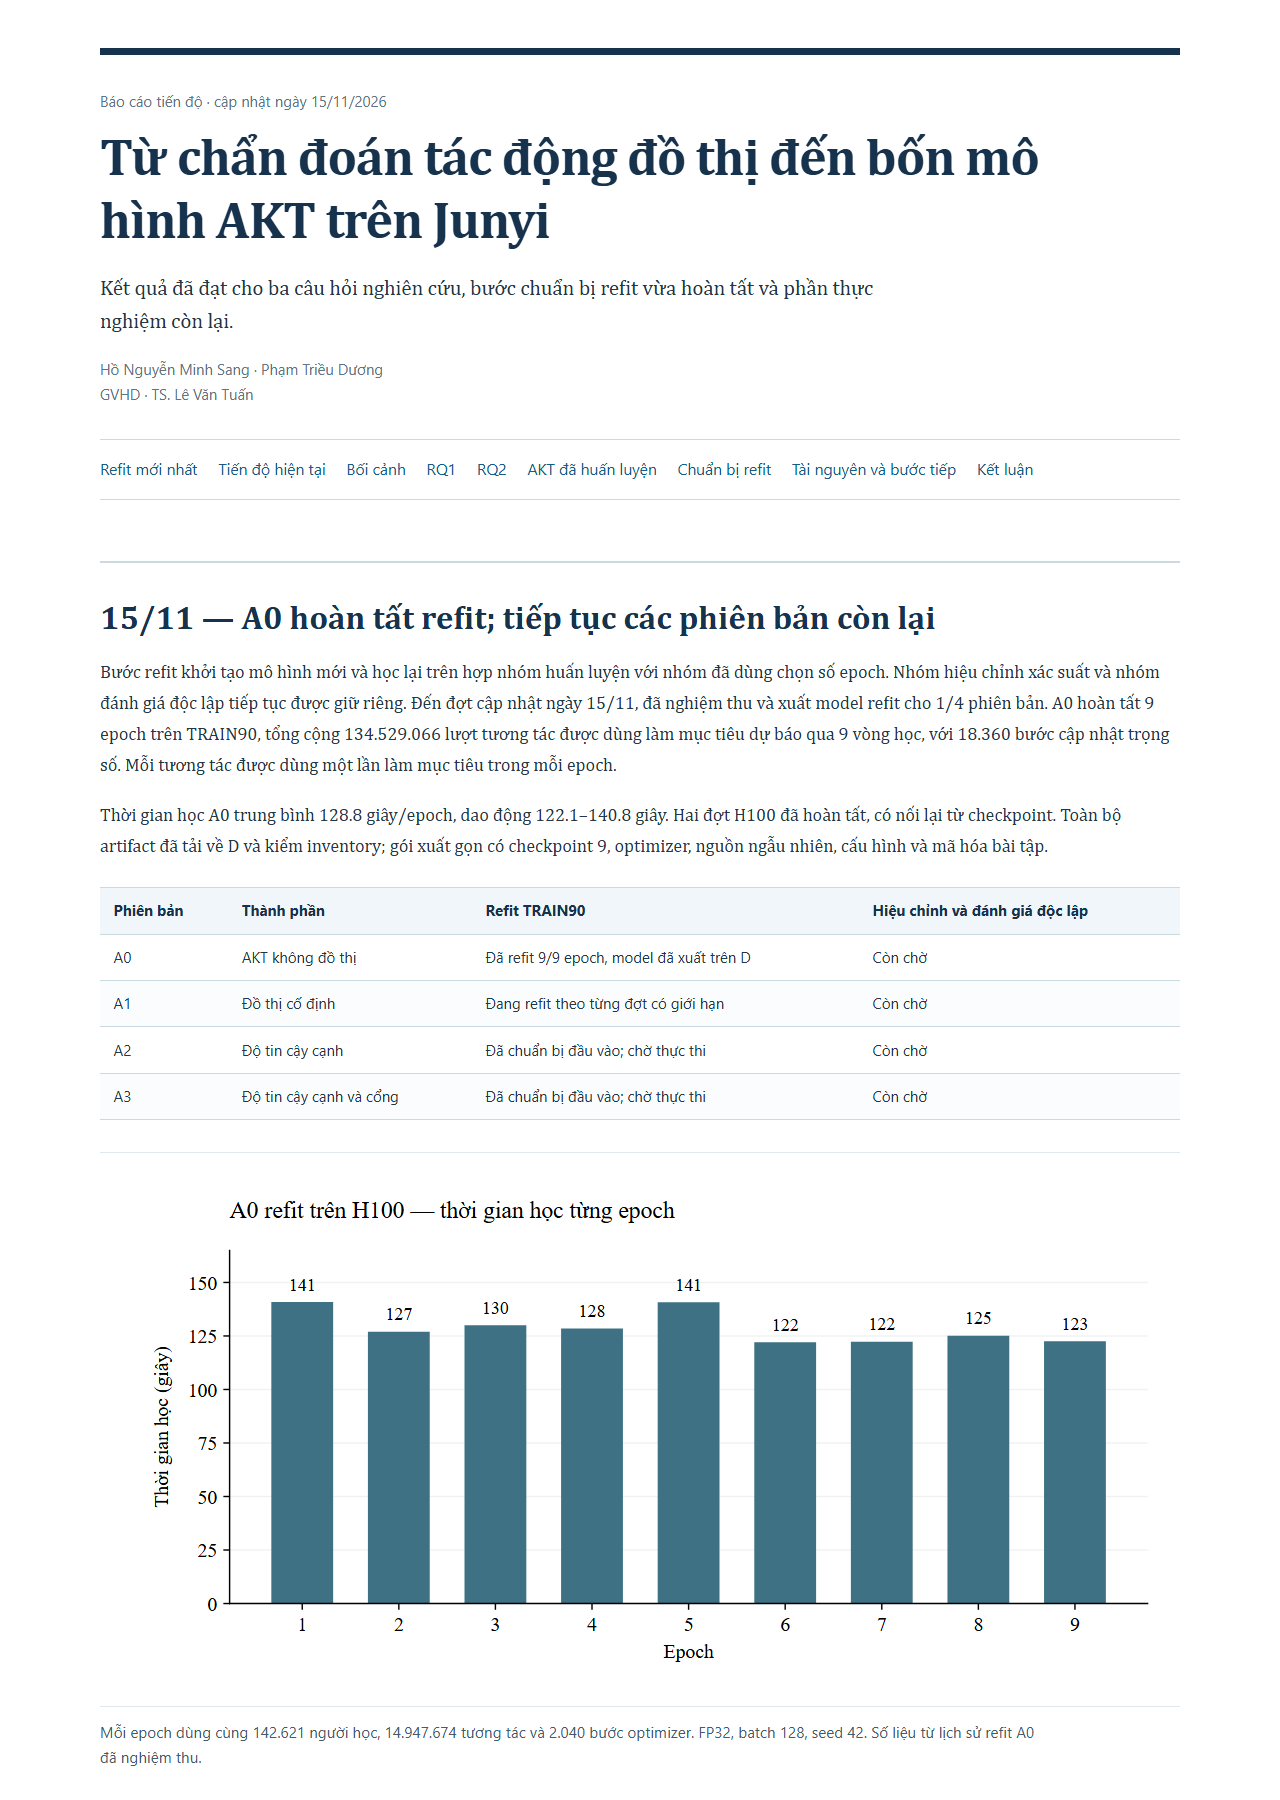 Báo cáo tiến độ · cập nhật ngày 15/11/2026
Từ chẩn đoán tác động đồ thị đến bốn mô
hình AKT trên Junyi
Kết quả đã đạt cho ba câu hỏi nghiên cứu, bước chuẩn bị refit vừa hoàn tất và phần thực
nghiệm còn lại.
Hồ Nguyễn Minh Sang · Phạm Triều Dương
GVHD · TS. Lê Văn Tuấn
Refit mới nhất Tiến độ hiện tại Bối cảnh RQ1 RQ2 AKT đã huấn luyện Chuẩn bị refit Tài nguyên và bước tiếp Kết luận
15/11 — A0 hoàn tất refit; tiếp tục các phiên bản còn lại
Bước refit khởi tạo mô hình mới và học lại trên hợp nhóm huấn luyện với nhóm đã dùng chọn số epoch. Nhóm hiệu chỉnh xác suất và nhóm
đánh giá độc lập tiếp tục được giữ riêng. Đến đợt cập nhật ngày 15/11, đã nghiệm thu và xuất model refit cho 1/4 phiên bản. A0 hoàn tất 9
epoch trên TRAIN90, tổng cộng 134.529.066 lượt tương tác được dùng làm mục tiêu dự báo qua 9 vòng học, với 18.360 bước cập nhật trọng
số. Mỗi tương tác được dùng một lần làm mục tiêu trong mỗi epoch.
Thời gian học A0 trung bình 128.8 giây/epoch, dao động 122.1–140.8 giây. Hai đợt H100 đã hoàn tất, có nối lại từ checkpoint. Toàn bộ
artifact đã tải về D và kiểm inventory; gói xuất gọn có checkpoint 9, optimizer, nguồn ngẫu nhiên, cấu hình và mã hóa bài tập.
Phiên bản Thành phần Refit TRAIN90 Hiệu chỉnh và đánh giá độc lập
A0 AKT không đồ thị Đã refit 9/9 epoch, model đã xuất trên D Còn chờ
A1 Đồ thị cố định Đang refit theo từng đợt có giới hạn Còn chờ
A2 Độ tin cậy cạnh Đã chuẩn bị đầu vào; chờ thực thi Còn chờ
A3 Độ tin cậy cạnh và cổng Đã chuẩn bị đầu vào; chờ thực thi Còn chờ
A0 refit trên H100 — thời gian học từng epoch
Thời gian học (giây)
150
125
100
75
50
25
0
141 127 130 128 141 122 122 125 123
1 2 3 4 5 6 7 8 9
Epoch
Mỗi epoch dùng cùng 142.621 người học, 14.947.674 tương tác và 2.040 bước optimizer. FP32, batch 128, seed 42. Số liệu từ lịch sử refit A0
đã nghiệm thu.